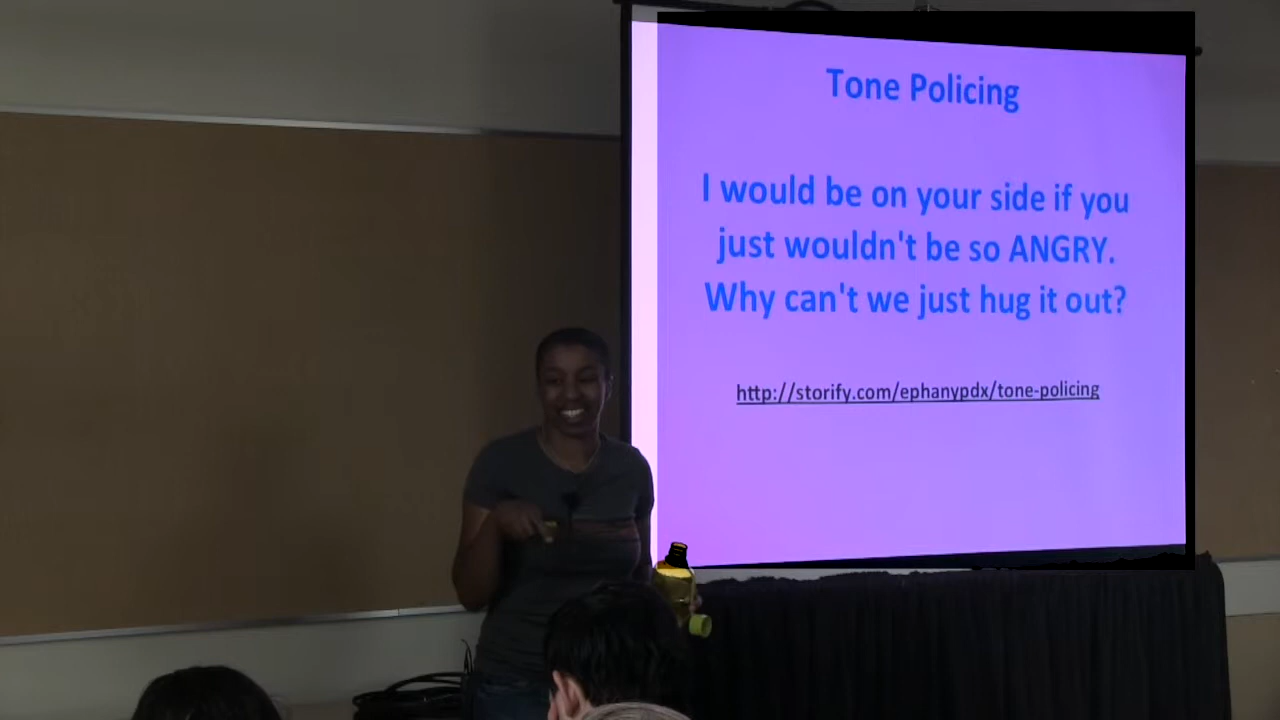 Tone Policing
I would be on your side if you
just wouldn't be so ANGRY.
Why can't we just hug it out?
http://storify.com/ephanypdx/tone-policing